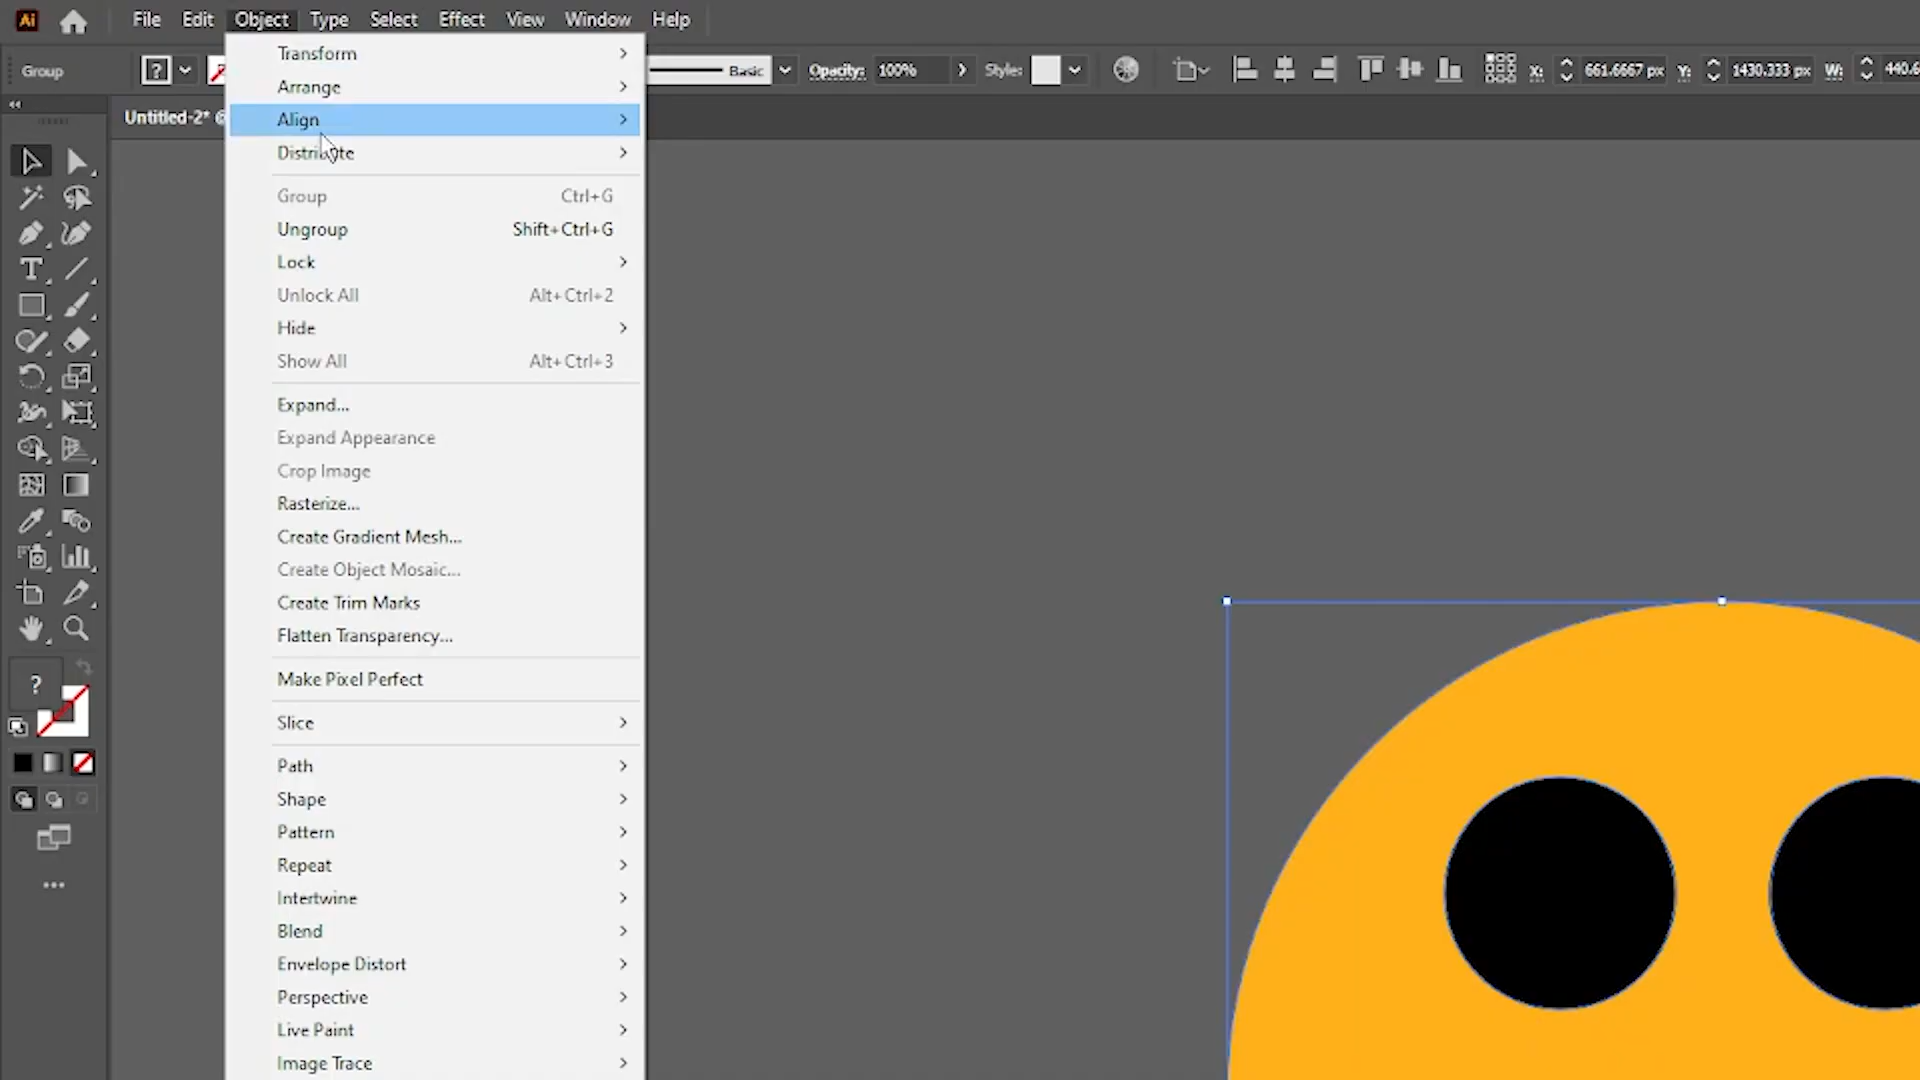 Ai File Edit Object Type Select Effect View Window Help
Group ? Basic Opacity: 100% Style: X: 661.6667 px Y: 1430.333 px W: 440.6
Untitled-2* @
Transform
Arrange
Align
Distribute
Group Ctrl+G
Ungroup Shift+Ctrl+G
Lock
Unlock All Alt+Ctrl+2
Hide
Show All Alt+Ctrl+3
Expand...
Expand Appearance
Crop Image
Rasterize...
Create Gradient Mesh...
Create Object Mosaic...
Create Trim Marks
Flatten Transparency...
Make Pixel Perfect
Slice
Path
Shape
Pattern
Repeat
Intertwine
Blend
Envelope Distort
Perspective
Live Paint
Image Trace
T
?